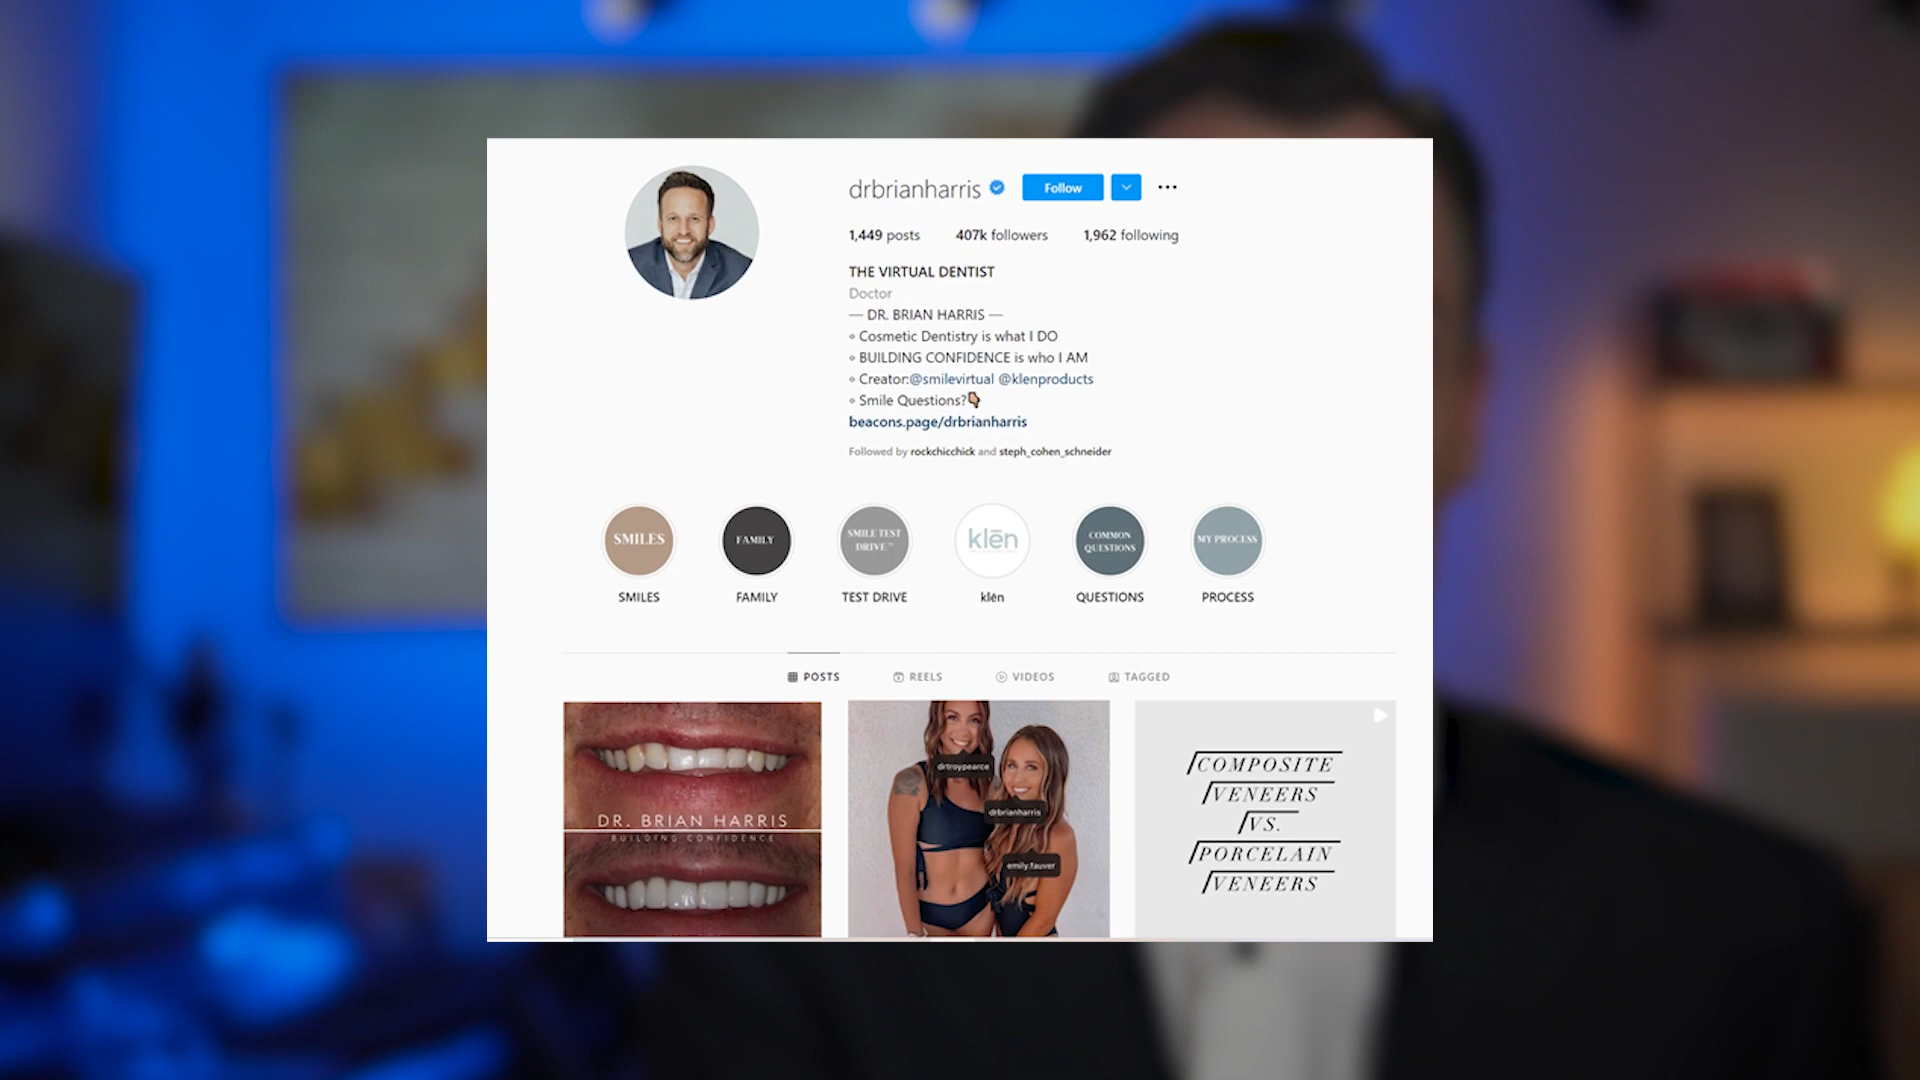 drbrianharris
Follow
1,449 posts
407k followers
1,962 following
THE VIRTUAL DENTIST
Doctor
— DR. BRIAN HARRIS —
∘ Cosmetic Dentistry is what I DO
∘ BUILDING CONFIDENCE is who I AM
∘ Creator:@smilevirtual @klenproducts
∘ Smile Questions?👇🏽
beacons.page/drbrianharris
Followed by rockchicchick and steph_cohen_schneider
SMILES
FAMILY
SMILE TEST
DRIVE™
klēn
COMMON
QUESTIONS
MY PROCESS
SMILES
FAMILY
TEST DRIVE
klēn
QUESTIONS
PROCESS
POSTS
REELS
VIDEOS
TAGGED
DR. BRIAN HARRIS
BUILDING CONFIDENCE
drtroypearce
drbrianharris
emily.fauver
COMPOSITE
VENEERS
VS.
PORCELAIN
VENEERS